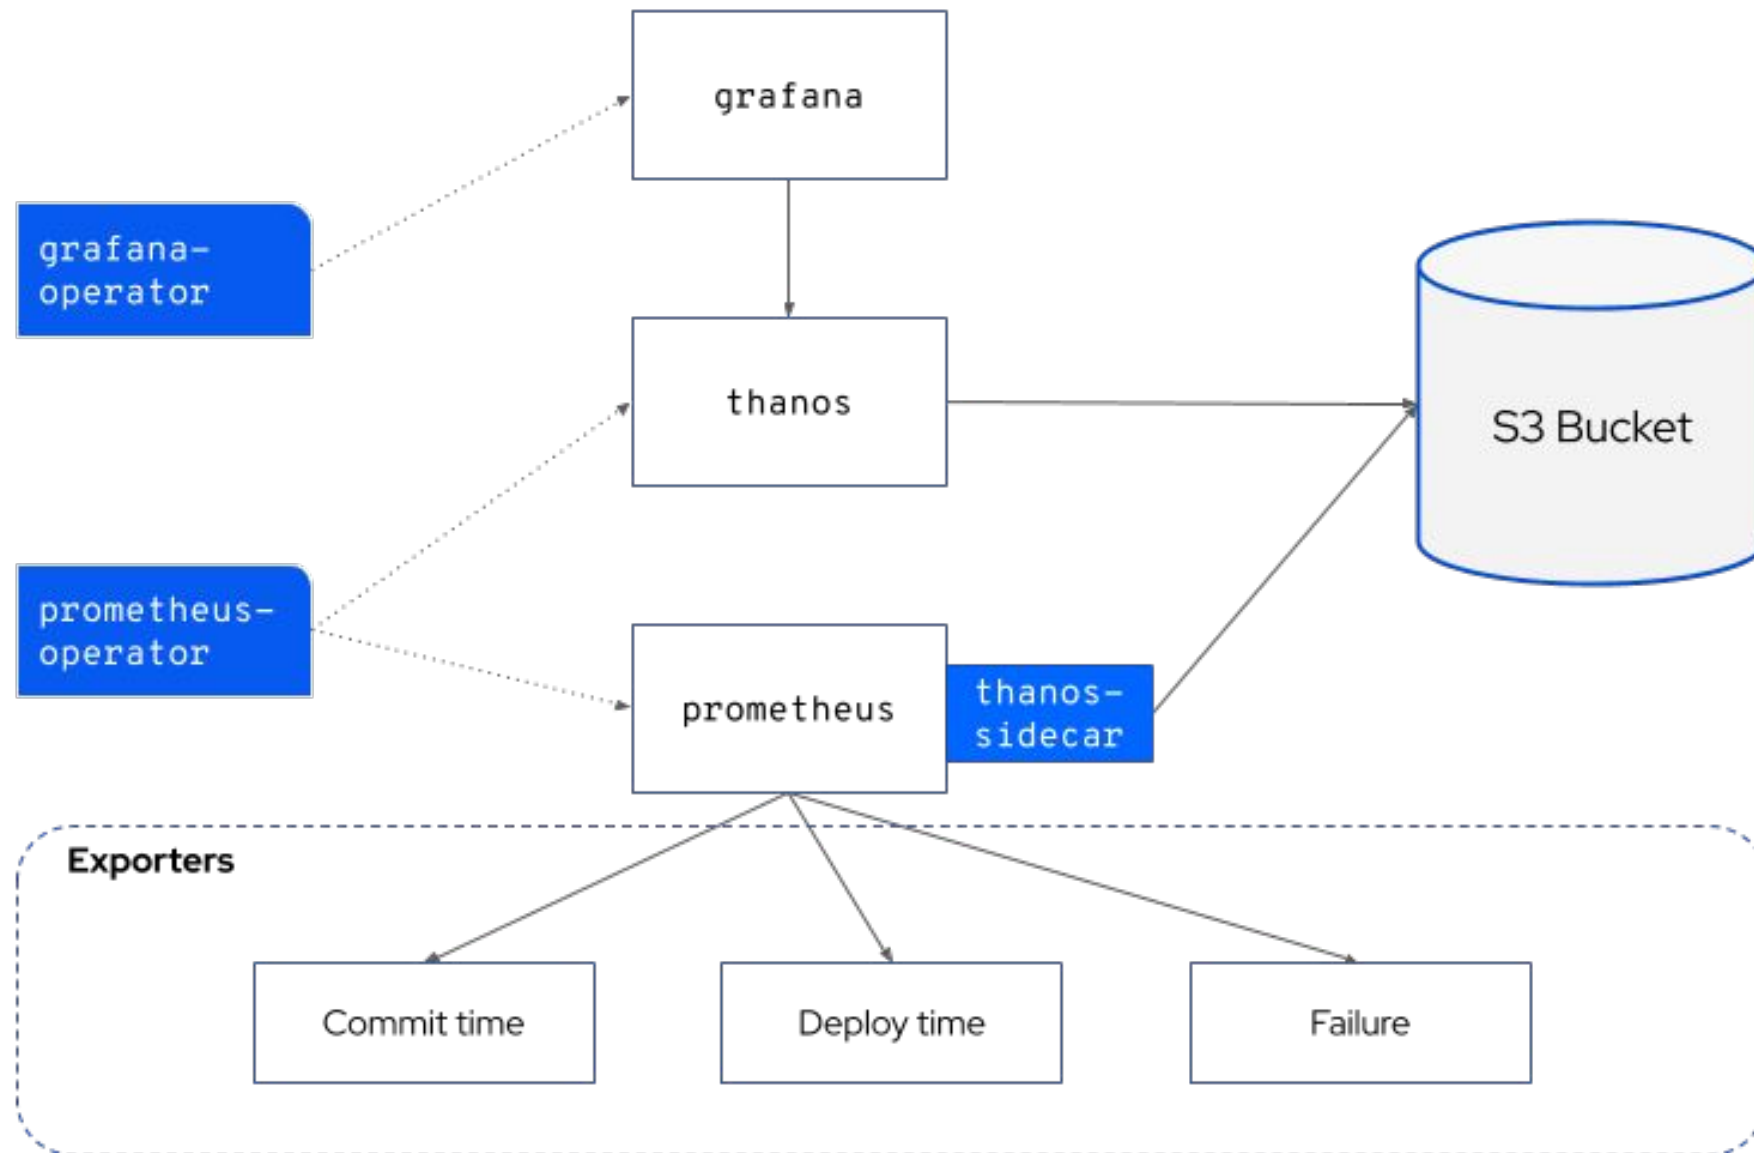 grafana
grafana-
operator
thanos
S3 Bucket
prometheus-
operator
prometheus
thanos-
sidecar
Exporters
Commit time
Deploy time
Failure